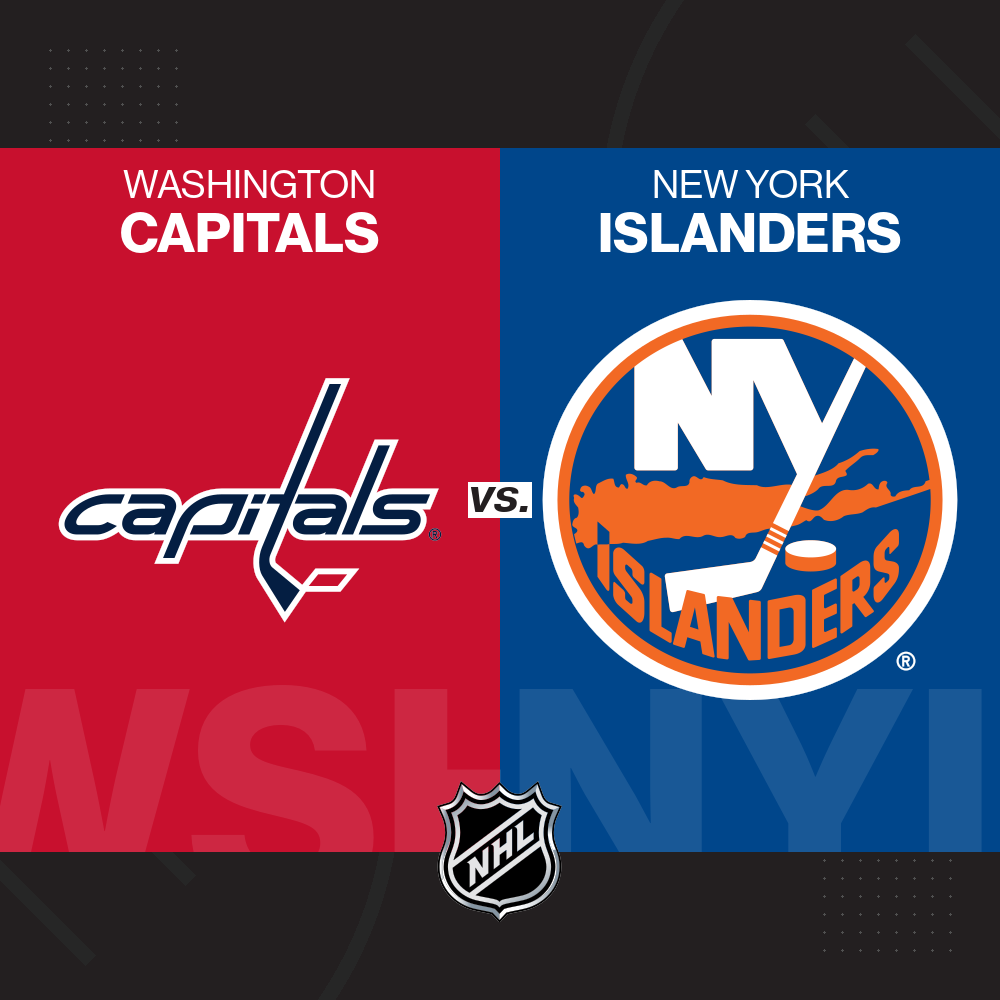 WASHINGTON
CAPITALS
NEW YORK
ISLANDERS
capitals
®
VS.
NY
ISLANDERS
®
WSH
NYI
NHL